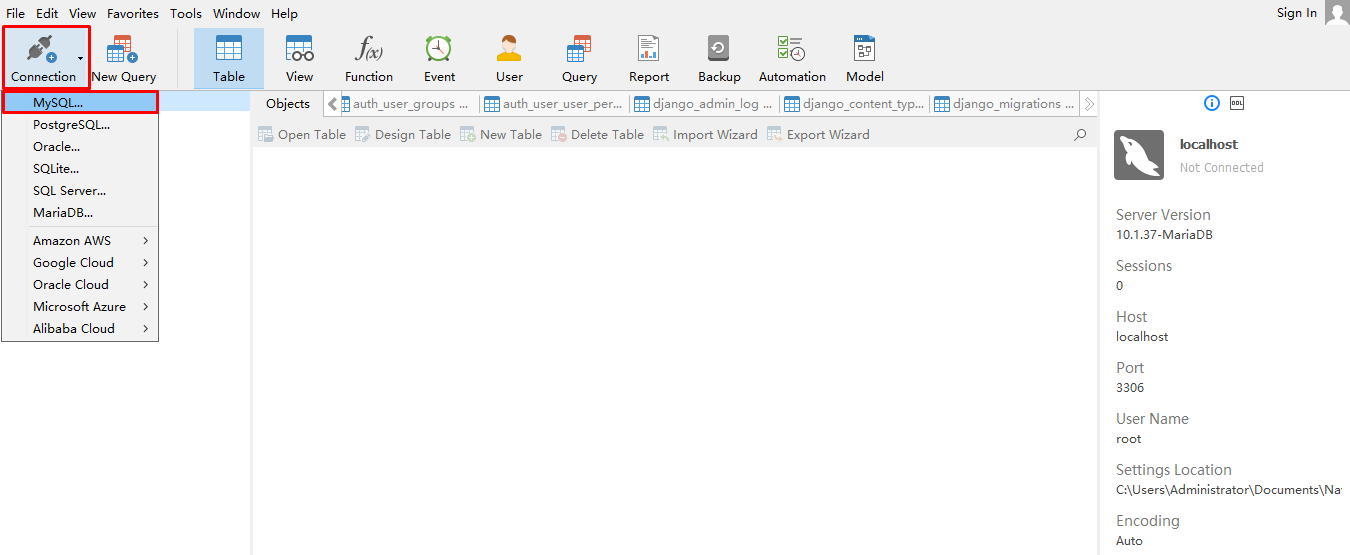 File Edit View Favorites Tools Window Help
Sign In
Connection New Query Table View Function Event User Query Report Backup Automation Model
f(x)
MySQL...
PostgreSQL...
Oracle...
SQLite...
SQL Server...
MariaDB...
Amazon AWS
Google Cloud
Oracle Cloud
Microsoft Azure
Alibaba Cloud
Objects auth_user_groups ... auth_user_user_per... django_admin_log ... django_content_typ... django_migrations ...
Open Table Design Table New Table Delete Table Import Wizard Export Wizard
DDL
localhost
Not Connected
Server Version
10.1.37-MariaDB
Sessions
0
Host
localhost
Port
3306
User Name
root
Settings Location
C:\Users\Administrator\Documents\Na
Encoding
Auto